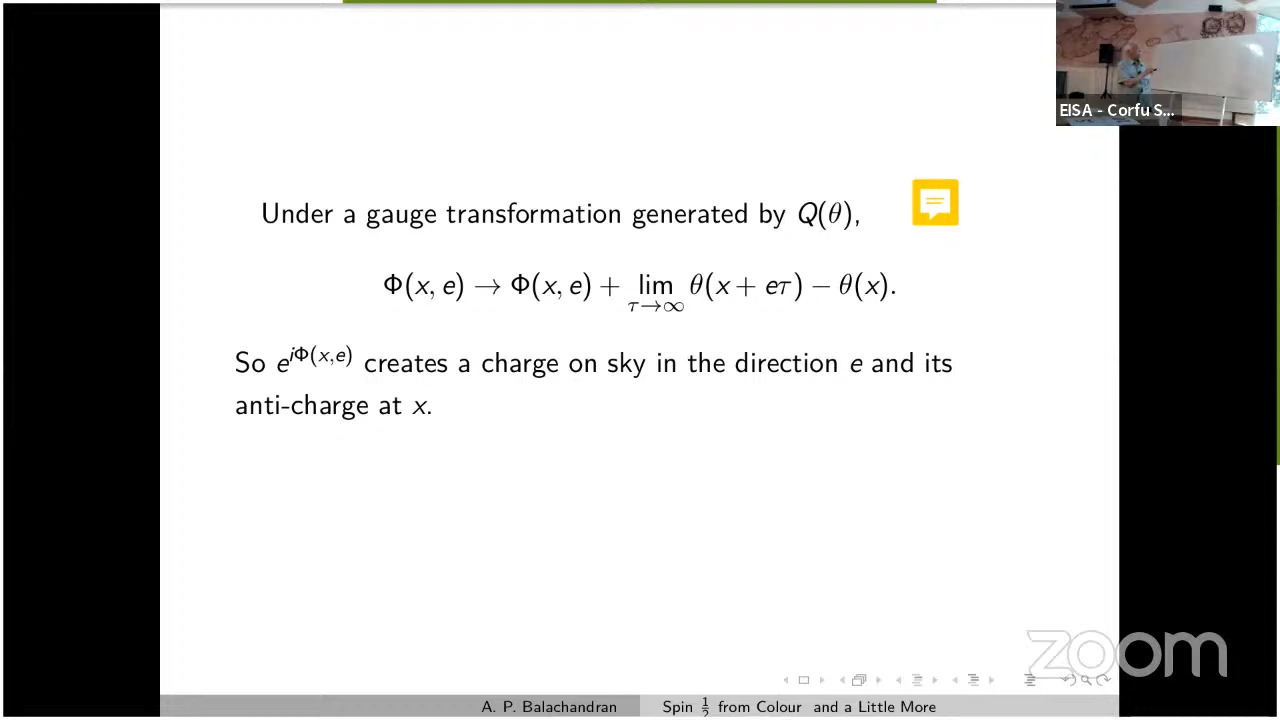 EISA - Corfu S...
Under a gauge transformation generated by Q(θ),
Φ(x, e) → Φ(x, e) + lim θ(x + eτ) − θ(x).
τ→∞
So e^{iΦ(x,e)} creates a charge on sky in the direction e and its
anti-charge at x.
zoom
A. P. Balachandran Spin 1/2 from Colour and a Little More